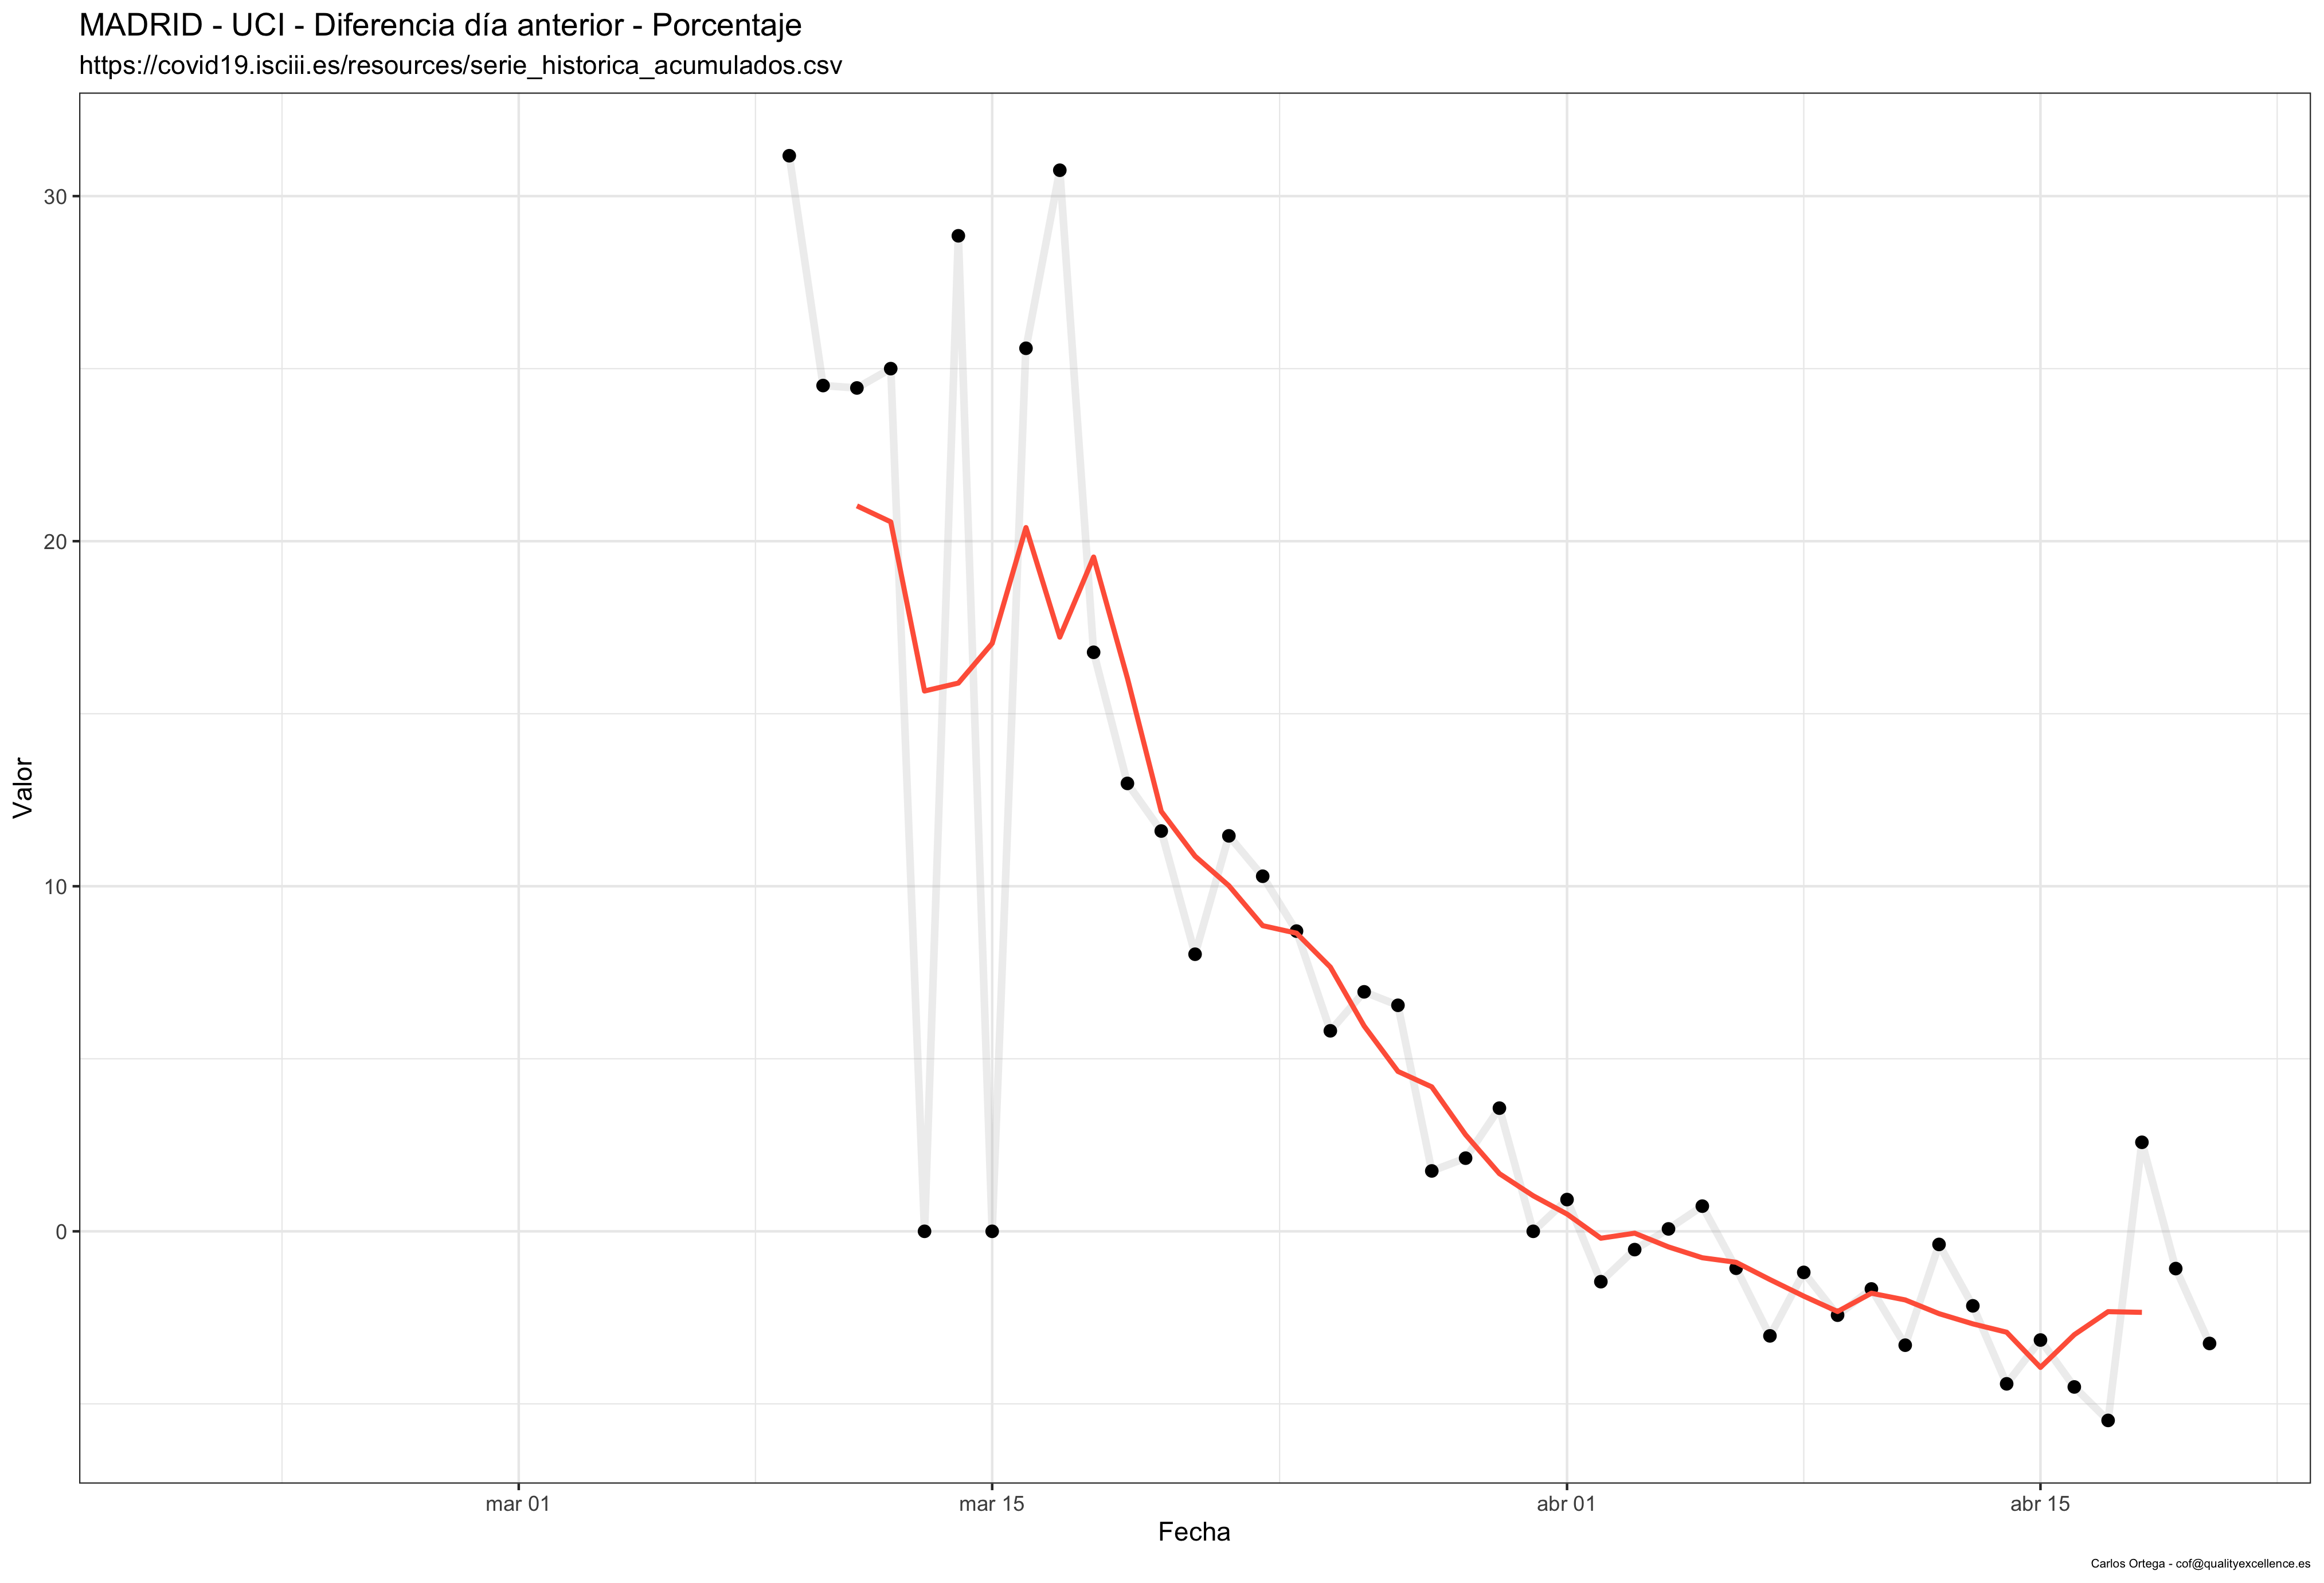 MADRID - UCI - Diferencia día anterior - Porcentaje
https://covid19.isciii.es/resources/serie_historica_acumulados.csv
Valor
30
20
10
0
mar 01
mar 15
abr 01
abr 15
Fecha
Carlos Ortega - cof@qualityexcellence.es